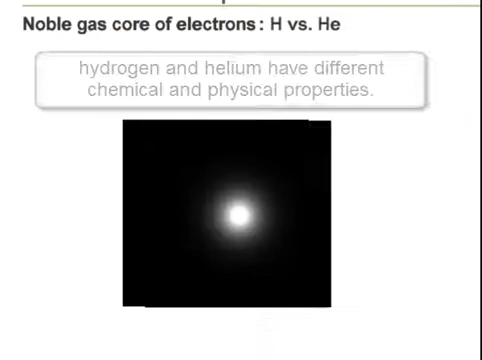 Noble gas core of electrons: H vs. He
hydrogen and helium have different
chemical and physical properties.